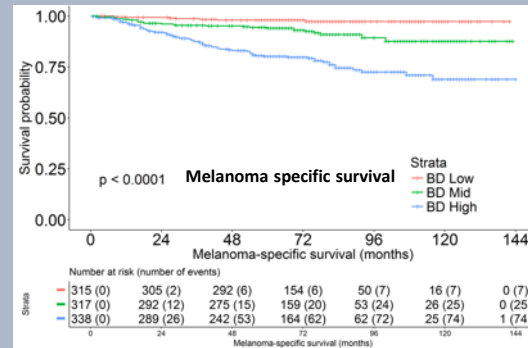 Survival probability
1.00
0.75
0.50
0.25
0.00
p < 0.0001
Melanoma specific survival
Strata
BD Low
BD Mid
BD High
0 24 48 72 96 120 144
Melanoma-specific survival (months)
Number at risk (number of events)
Strata
315 (0) 305 (2) 292 (6) 154 (6) 50 (7) 16 (7) 0 (7)
317 (0) 292 (12) 275 (15) 159 (20) 53 (24) 26 (25) 0 (25
338 (0) 289 (26) 242 (53) 164 (62) 62 (72) 25 (74) 1 (74
0 24 48 72 96 120 144
Melanoma-specific survival (months)